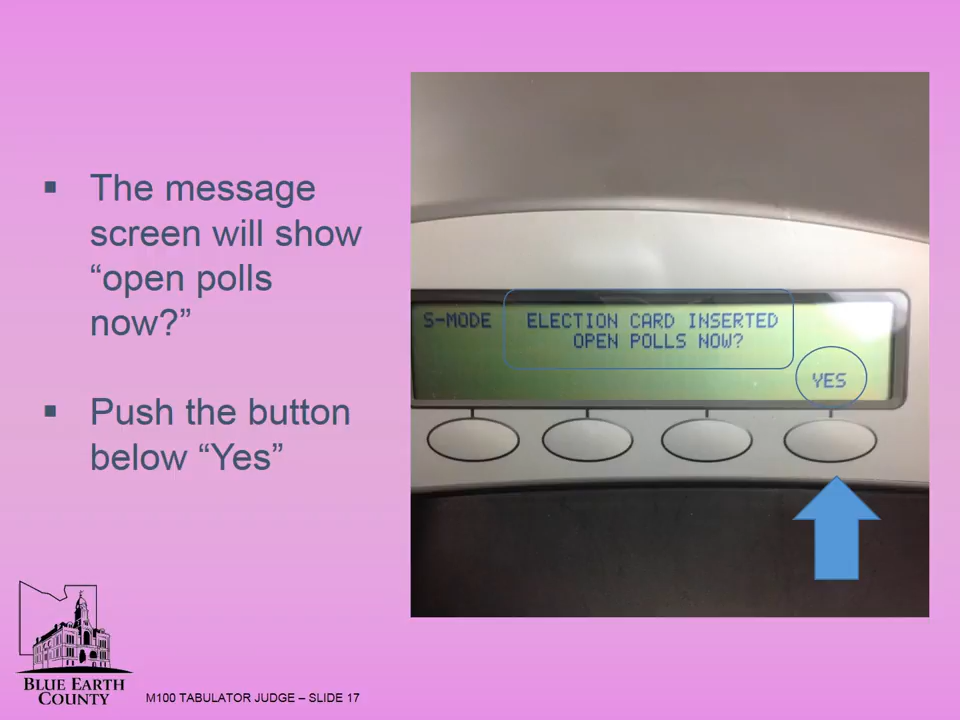 ▪ The message
screen will show
“open polls
now?”
▪ Push the button
below “Yes”
S-MODE ELECTION CARD INSERTED
OPEN POLLS NOW?
YES
BLUE EARTH
COUNTY
M100 TABULATOR JUDGE – SLIDE 17